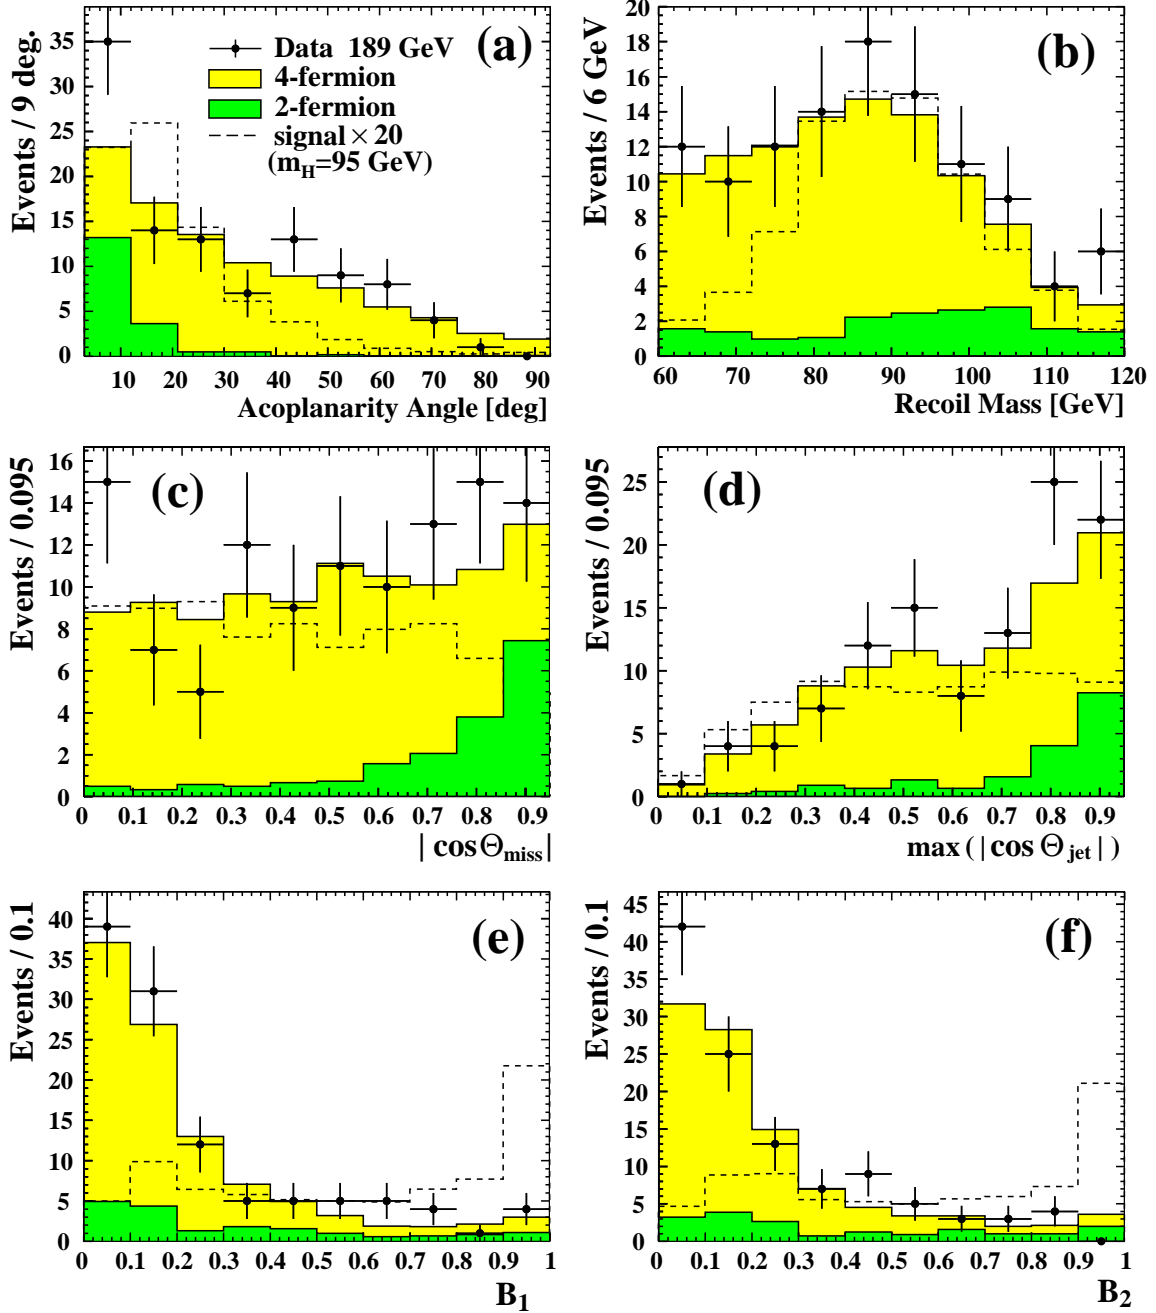 Events / 9 deg.
35
30
25
20
15
10
5
0
(a)
Data 189 GeV
4-fermion
2-fermion
signal × 20
(m_H=95 GeV)
10 20 30 40 50 60 70 80 90
Acoplanarity Angle [deg]
Events / 6 GeV
20
18
16
14
12
10
8
6
4
2
0
(b)
60 70 80 90 100 110 120
Recoil Mass [GeV]
Events / 0.095
16
14
12
10
8
6
4
2
0
(c)
0 0.1 0.2 0.3 0.4 0.5 0.6 0.7 0.8 0.9
| cos Θ_miss|
Events / 0.095
25
20
15
10
5
0
(d)
0 0.1 0.2 0.3 0.4 0.5 0.6 0.7 0.8 0.9
max (|cos Θ_jet|)
Events / 0.1
40
35
30
25
20
15
10
5
0
(e)
0 0.1 0.2 0.3 0.4 0.5 0.6 0.7 0.8 0.9 1
B_1
Events / 0.1
45
40
35
30
25
20
15
10
5
0
(f)
0 0.1 0.2 0.3 0.4 0.5 0.6 0.7 0.8 0.9 1
B_2